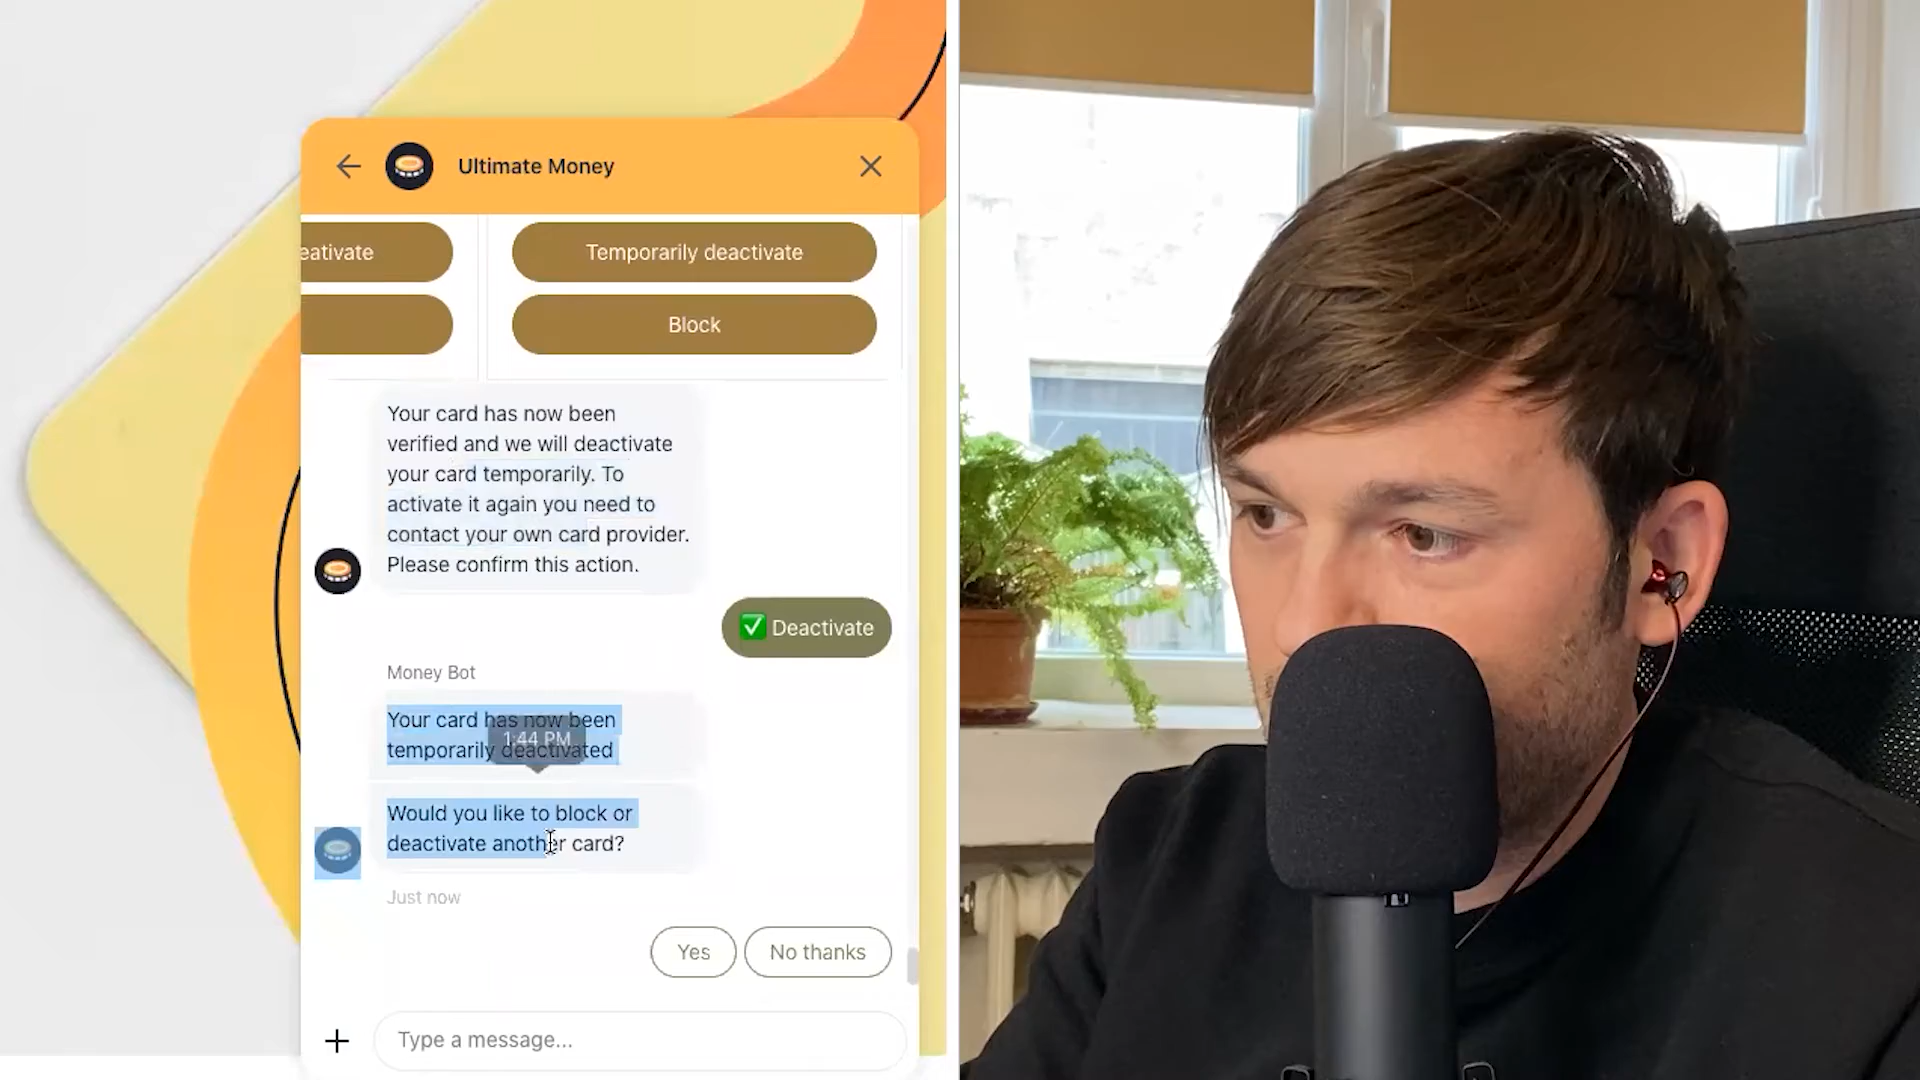 Ultimate Money
eativate
Temporarily deactivate
Block
Your card has now been
verified and we will deactivate
your card temporarily. To
activate it again you need to
contact your own card provider.
Please confirm this action.
✅ Deactivate
Money Bot
Your card has now been
temporarily deactivated
1:44 PM
Would you like to block or
deactivate another card?
Just now
Yes
No thanks
Type a message...